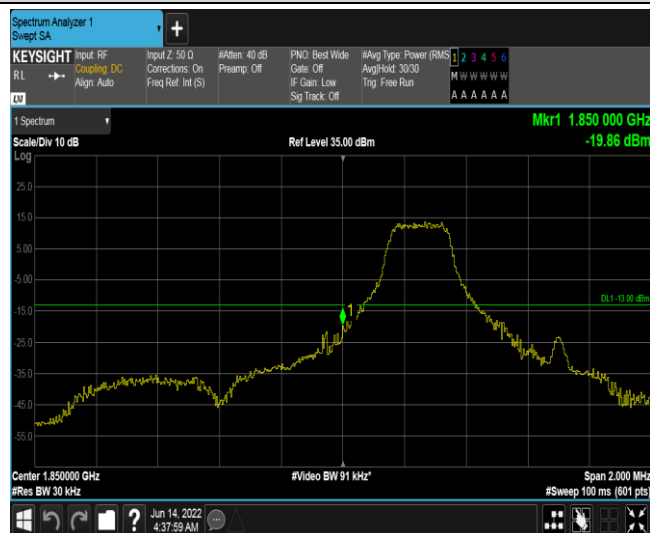 Spectrum Analyzer 1
Swept SA
+
KEYSIGHT Input: RF Input Z: 50 Ω #Atten: 40 dB PNO: Best Wide #Avg Type: Power (RMS 1 2 3 4 5 6
RL Coupling: DC Corrections: On Preamp: Off Gate: Off Avg|Hold: 30/30 M W W W W W
Align: Auto Freq Ref: Int (S) IF Gain: Low Trig: Free Run
Sig Track: Off A A A A A A
LXI
1 Spectrum Mkr1 1.850 000 GHz
Scale/Div 10 dB Ref Level 35.00 dBm -19.86 dBm
Log
25.0
15.0
5.00
-5.00
DL1 -13.00 dBm
-15.0
1
-25.0
-35.0
-45.0
-55.0
Center 1.850000 GHz #Video BW 91 kHz* Span 2.000 MHz
#Res BW 30 kHz #Sweep 100 ms (601 pts)
? Jun 14, 2022
4:37:59 AM